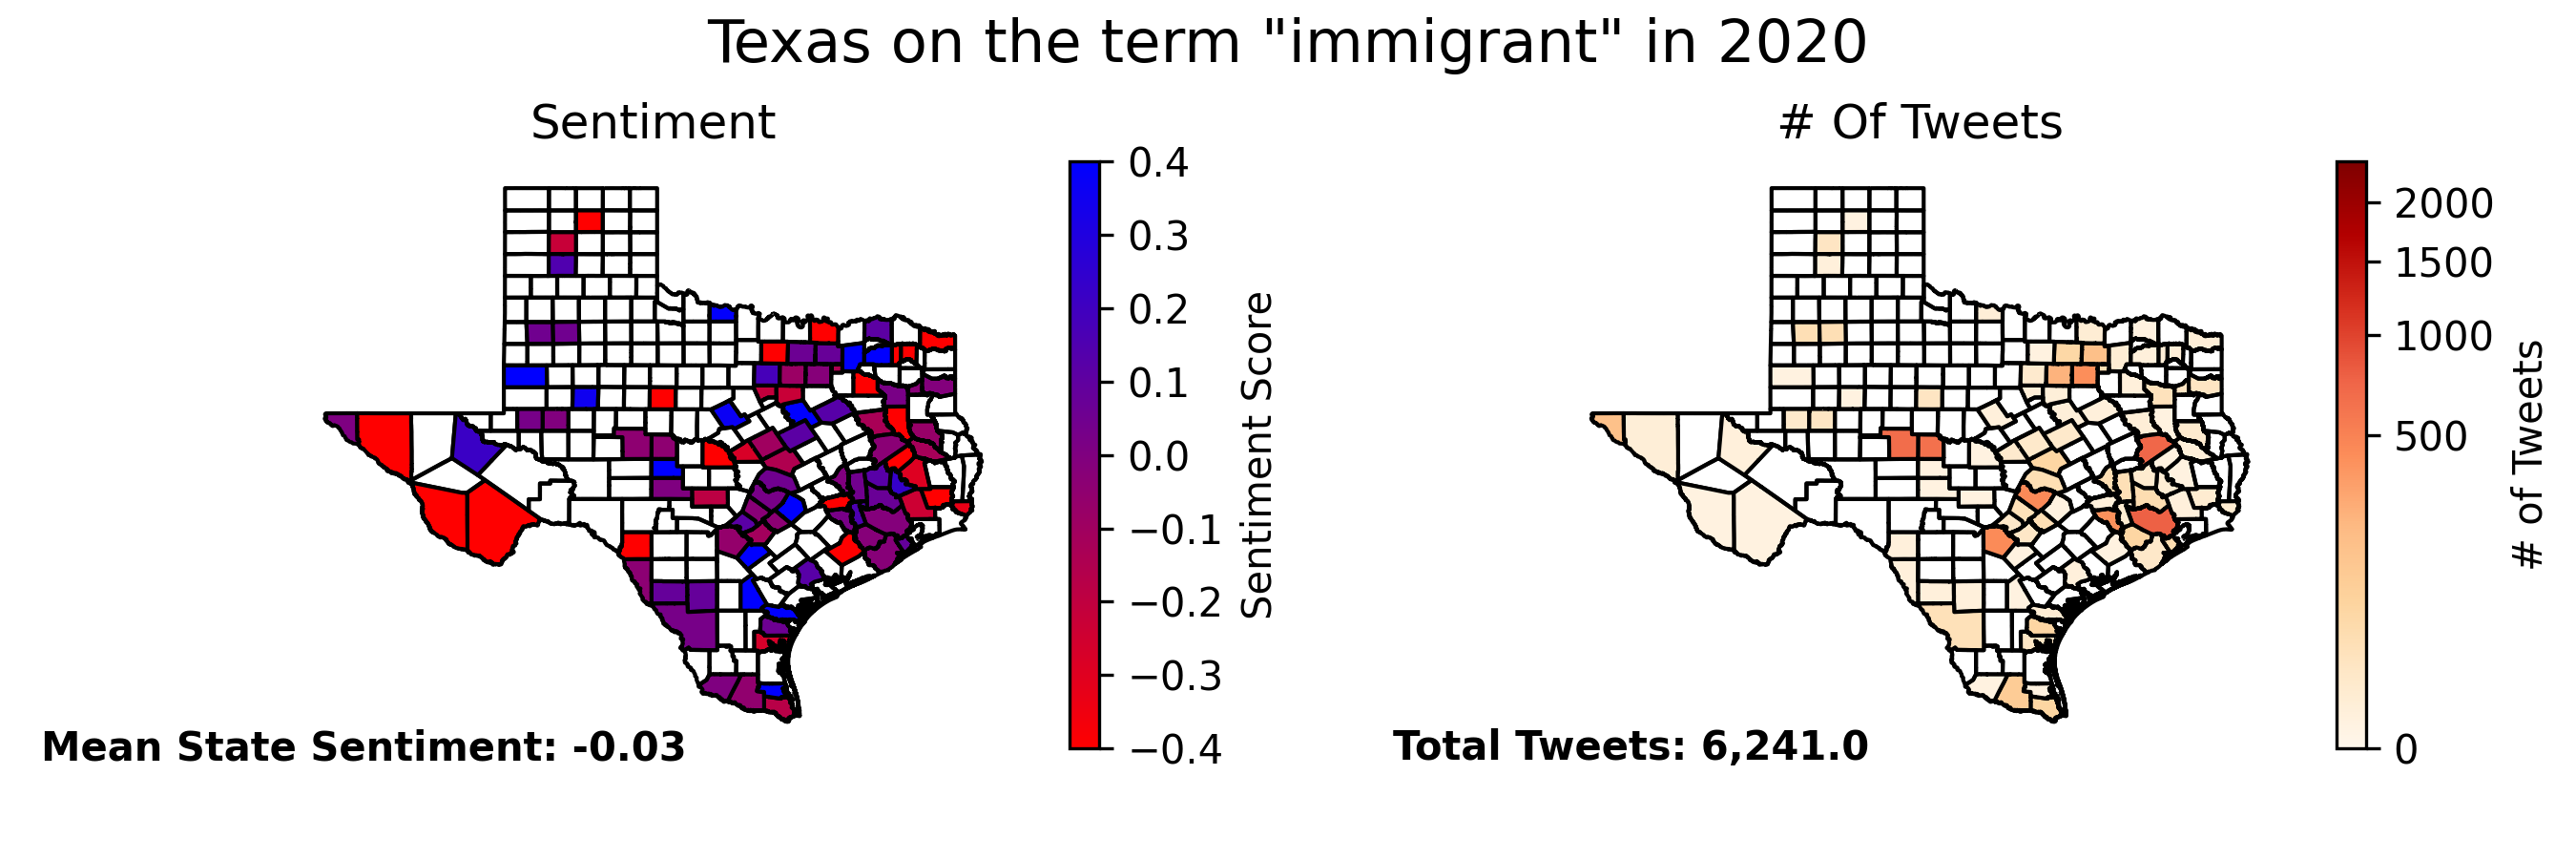 Texas on the term "immigrant" in 2020
Sentiment
0.4
0.3
0.2
0.1
0.0
−0.1
−0.2
−0.3
−0.4
Sentiment Score
Mean State Sentiment: -0.03
# Of Tweets
2000
1500
1000
500
0
# of Tweets
Total Tweets: 6,241.0